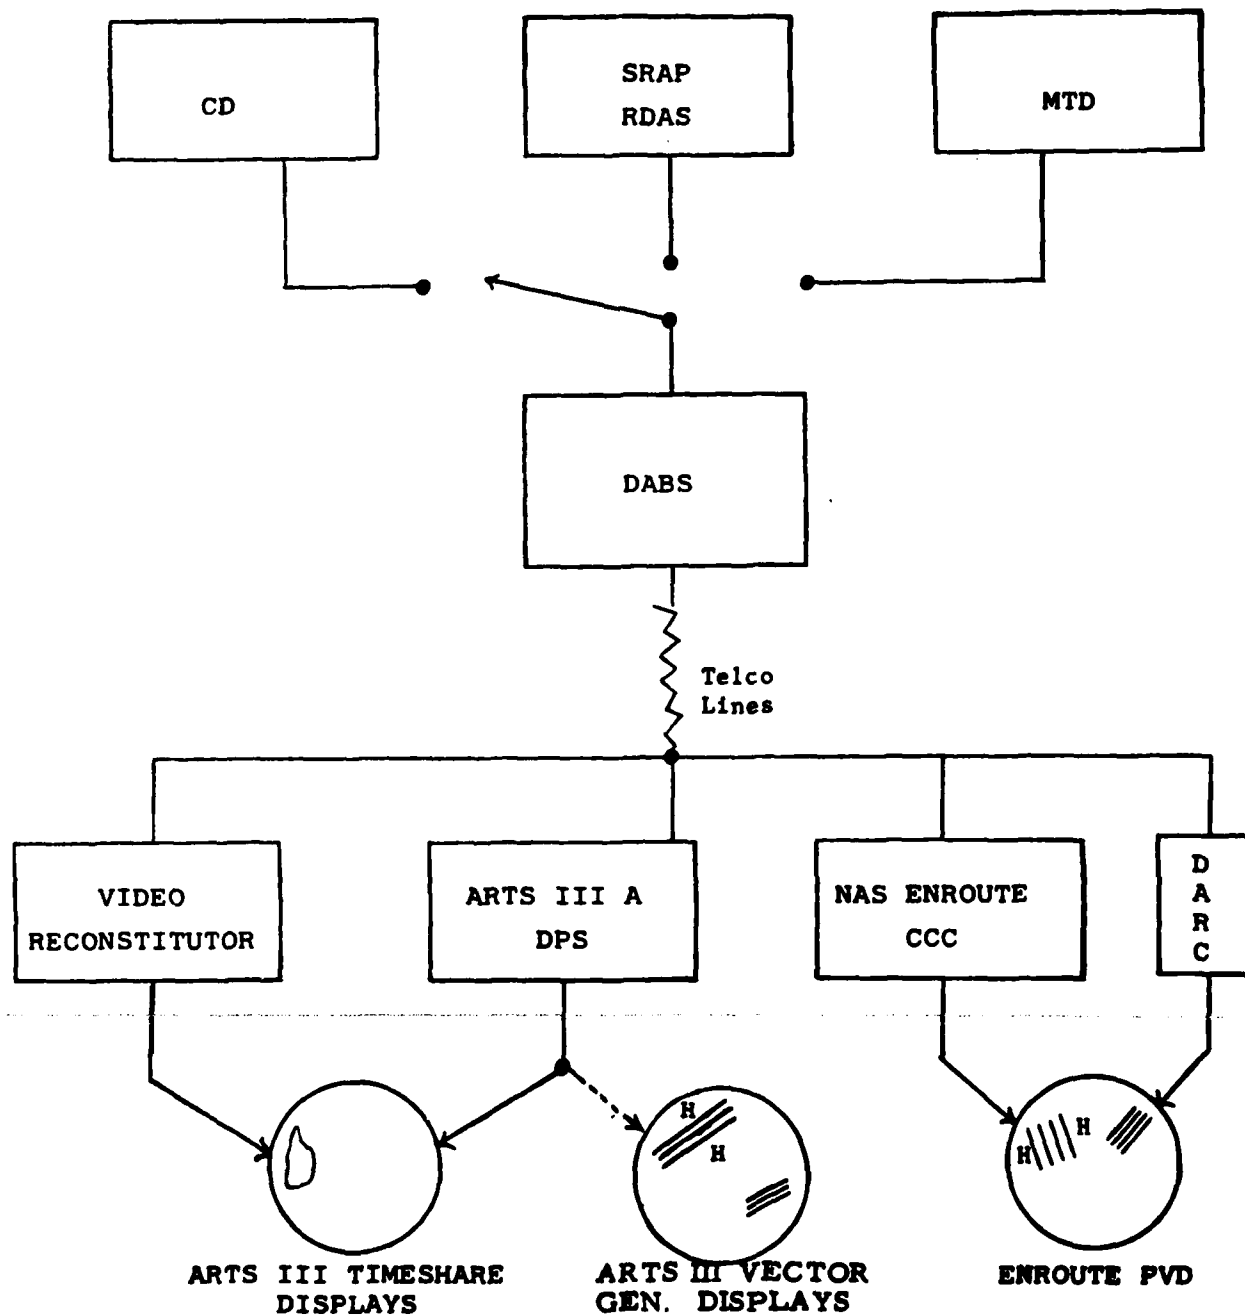 CD
SRAP
RDAS
MTD
DABS
Telco
Lines
VIDEO
RECONSTITUTOR
ARTS III A
DPS
NAS ENROUTE
CCC
D
A
R
C
H
H
H
H
ARTS III TIMESHARE
DISPLAYS
ARTS III VECTOR
GEN. DISPLAYS
ENROUTE PVD